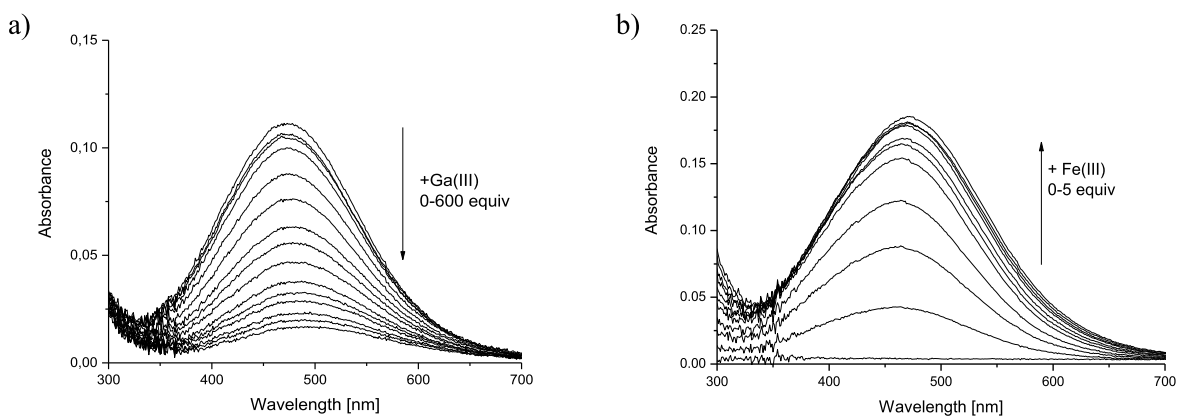 a)
0,15
0,10
0,05
0,00
Absorbance
+Ga(III)
0-600 equiv
300 400 500 600 700
Wavelength [nm]
b)
0.25
0.20
0.15
0.10
0.05
0.00
Absorbance
+ Fe(III)
0-5 equiv
300 400 500 600 700
Wavelength [nm]